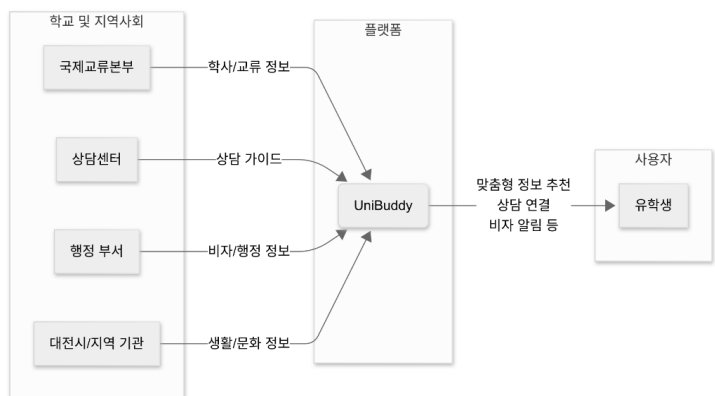 학교 및 지역사회
국제교류본부
상담센터
행정 부서
대전시/지역 기관
학사/교류 정보
상담 가이드
비자/행정 정보
생활/문화 정보
플랫폼
UniBuddy
맞춤형 정보 추천
상담 연결
비자 알림 등
사용자
유학생